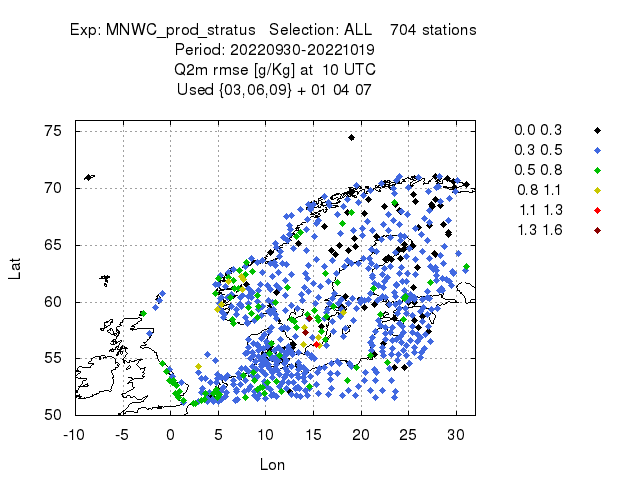 Exp: MNWC_prod_stratus   Selection: ALL    704 stations
Period: 20220930-20221019
Q2m rmse [g/Kg] at  10 UTC
Used {03,06,09} + 01 04 07
0.0 0.3
0.3 0.5
0.5 0.8
0.8 1.1
1.1 1.3
1.3 1.6
75
70
65
60
55
50
Lat
-10 -5 0 5 10 15 20 25 30
Lon